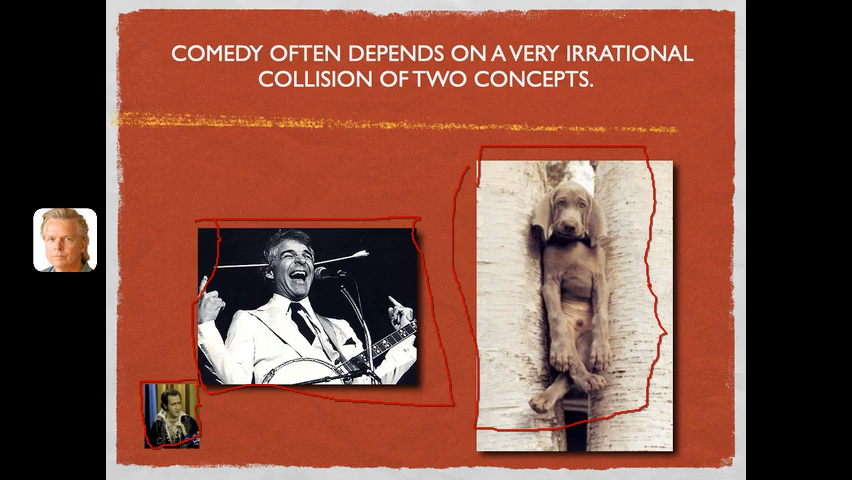 COMEDY OFTEN DEPENDS ON A VERY IRRATIONAL
COLLISION OF TWO CONCEPTS.